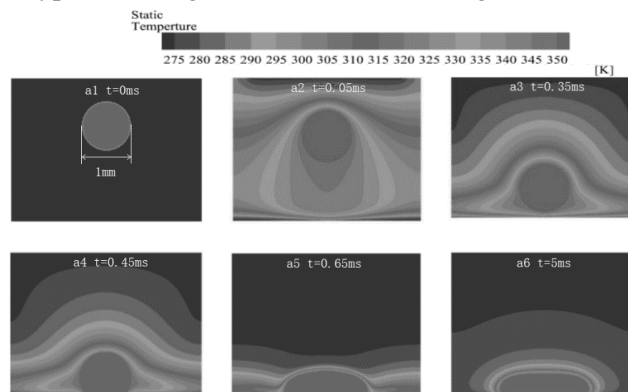 Static
Temperture
275 280 285 290 295 300 305 310 315 320 325 330 335 340 345 350
[K]
a1 t=0ms
1mm
a2 t=0.05ms
a3 t=0.35ms
a4 t=0.45ms
a5 t=0.65ms
a6 t=5ms